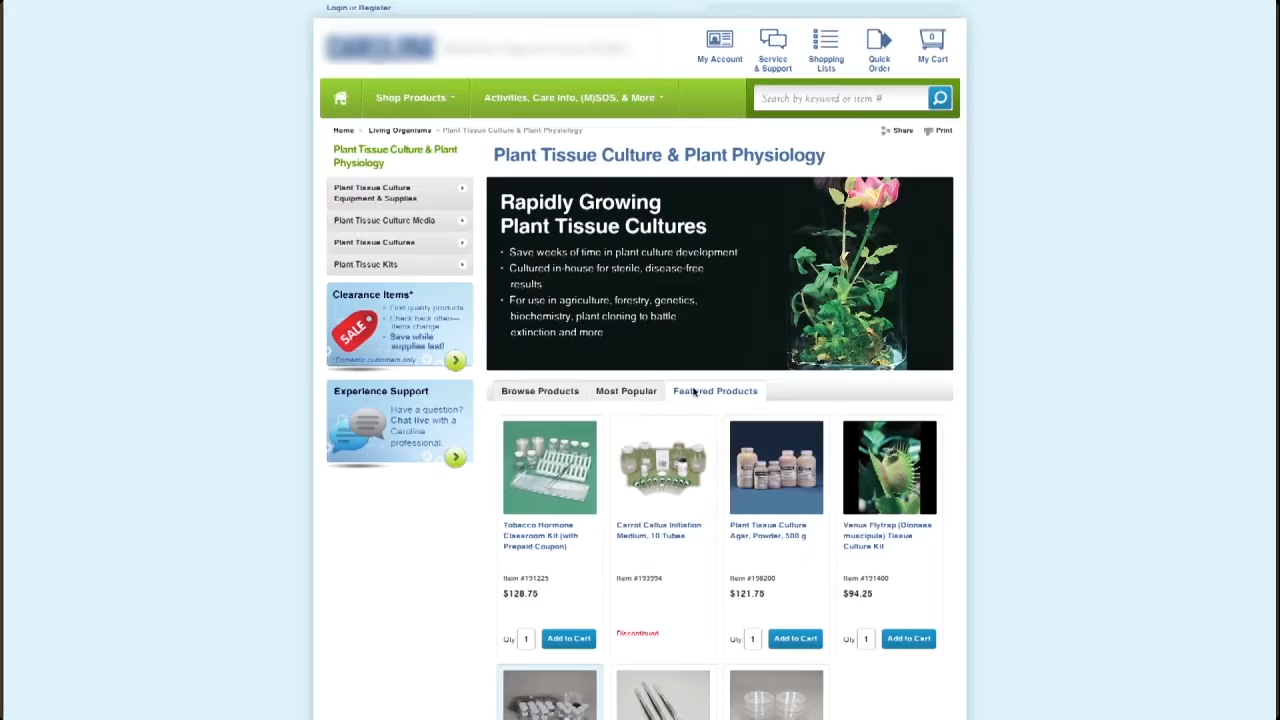 Login or Register
My Account
Service
& Support
Shopping
Lists
Quick
Order
0
My Cart
Shop Products
Activities, Care Info, (M)SDS, & More
Search by keyword or item #
Home
Living Organisms
Plant Tissue Culture & Plant Physiology
Share
Print
Plant Tissue Culture & Plant
Physiology
Plant Tissue Culture
Equipment & Supplies
Plant Tissue Culture Media
Plant Tissue Cultures
Plant Tissue Kits
Clearance Items*
SALE
• First quality products
• Check back often—
items change
• Save while
supplies last!
*Domestic customers only
Experience Support
Have a question?
Chat live with a
Carolina
professional.
Plant Tissue Culture & Plant Physiology
Rapidly Growing
Plant Tissue Cultures
• Save weeks of time in plant culture development
• Cultured in-house for sterile, disease-free
results
• For use in agriculture, forestry, genetics,
biochemistry, plant cloning to battle
extinction and more
Browse Products
Most Popular
Featured Products
Tobacco Hormone
Classroom Kit (with
Prepaid Coupon)
Item #191225
$128.75
Qty 1 Add to Cart
Carrot Callus Initiation
Medium, 10 Tubes
Item #193994
Discontinued
Plant Tissue Culture
Agar, Powder, 500 g
Item #198200
$121.75
Qty 1 Add to Cart
Venus Flytrap (Dionaea
muscipula) Tissue
Culture Kit
Item #191400
$94.25
Qty 1 Add to Cart